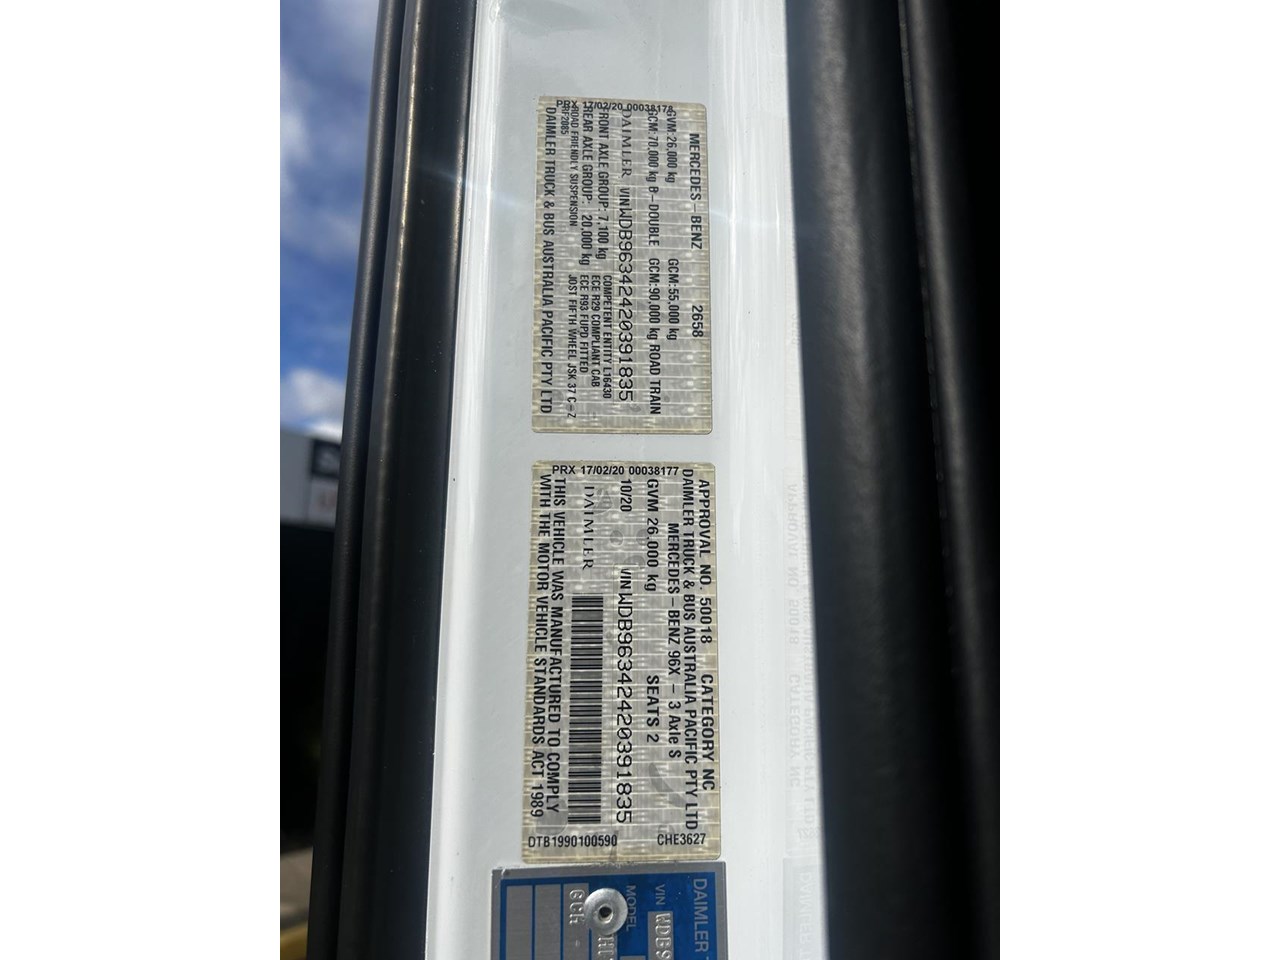 MERCEDES-BENZ 2658
GVM:26,000 kg GCM:55,000 kg
GCM:70,000 kg B-DOUBLE GCM:90,000 kg ROAD TRAIN
DAIMLER VIN WDB96342420391835
FRONT AXLE GROUP: 7,100 kg COMPETENT ENTITY L16430
REAR AXLE GROUP: 20,000 kg ECE R29 COMPLIANT CAB
ROAD FRIENDLY SUSPENSION ECE R93 FUPD FITTED
RF2085 JOST FIFTH WHEEL JSK 37 C-Z
DAIMLER TRUCK & BUS AUSTRALIA PACIFIC PTY LTD
PRX 17/02/20 00038178
APPROVAL NO. 50018 CATEGORY NC
DAIMLER TRUCK & BUS AUSTRALIA PACIFIC PTY LTD
MERCEDES-BENZ 96X - 3 Axle S
GVM 26,000 kg SEATS 2
10/20 VIN WDB96342420391835
DAIMLER
THIS VEHICLE WAS MANUFACTURED TO COMPLY
WITH THE MOTOR VEHICLE STANDARDS ACT 1989
PRX 17/02/20 00038177
CHE3627
DTB1990100590
DAIMLER
VIN WDB9
MODEL
GCM